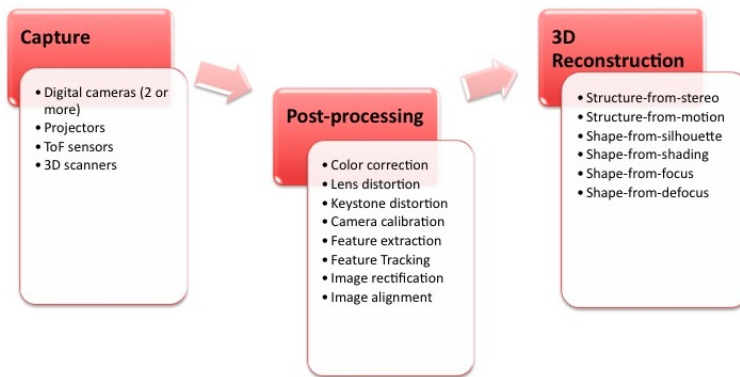 Capture
• Digital cameras (2 or
more)
• Projectors
• ToF sensors
• 3D scanners
Post-processing
• Color correction
• Lens distortion
• Keystone distortion
• Camera calibration
• Feature extraction
• Feature Tracking
• Image rectification
• Image alignment
3D
Reconstruction
• Structure-from-stereo
• Structure-from-motion
• Shape-from-silhouette
• Shape-from-shading
• Shape-from-focus
• Shape-from-defocus